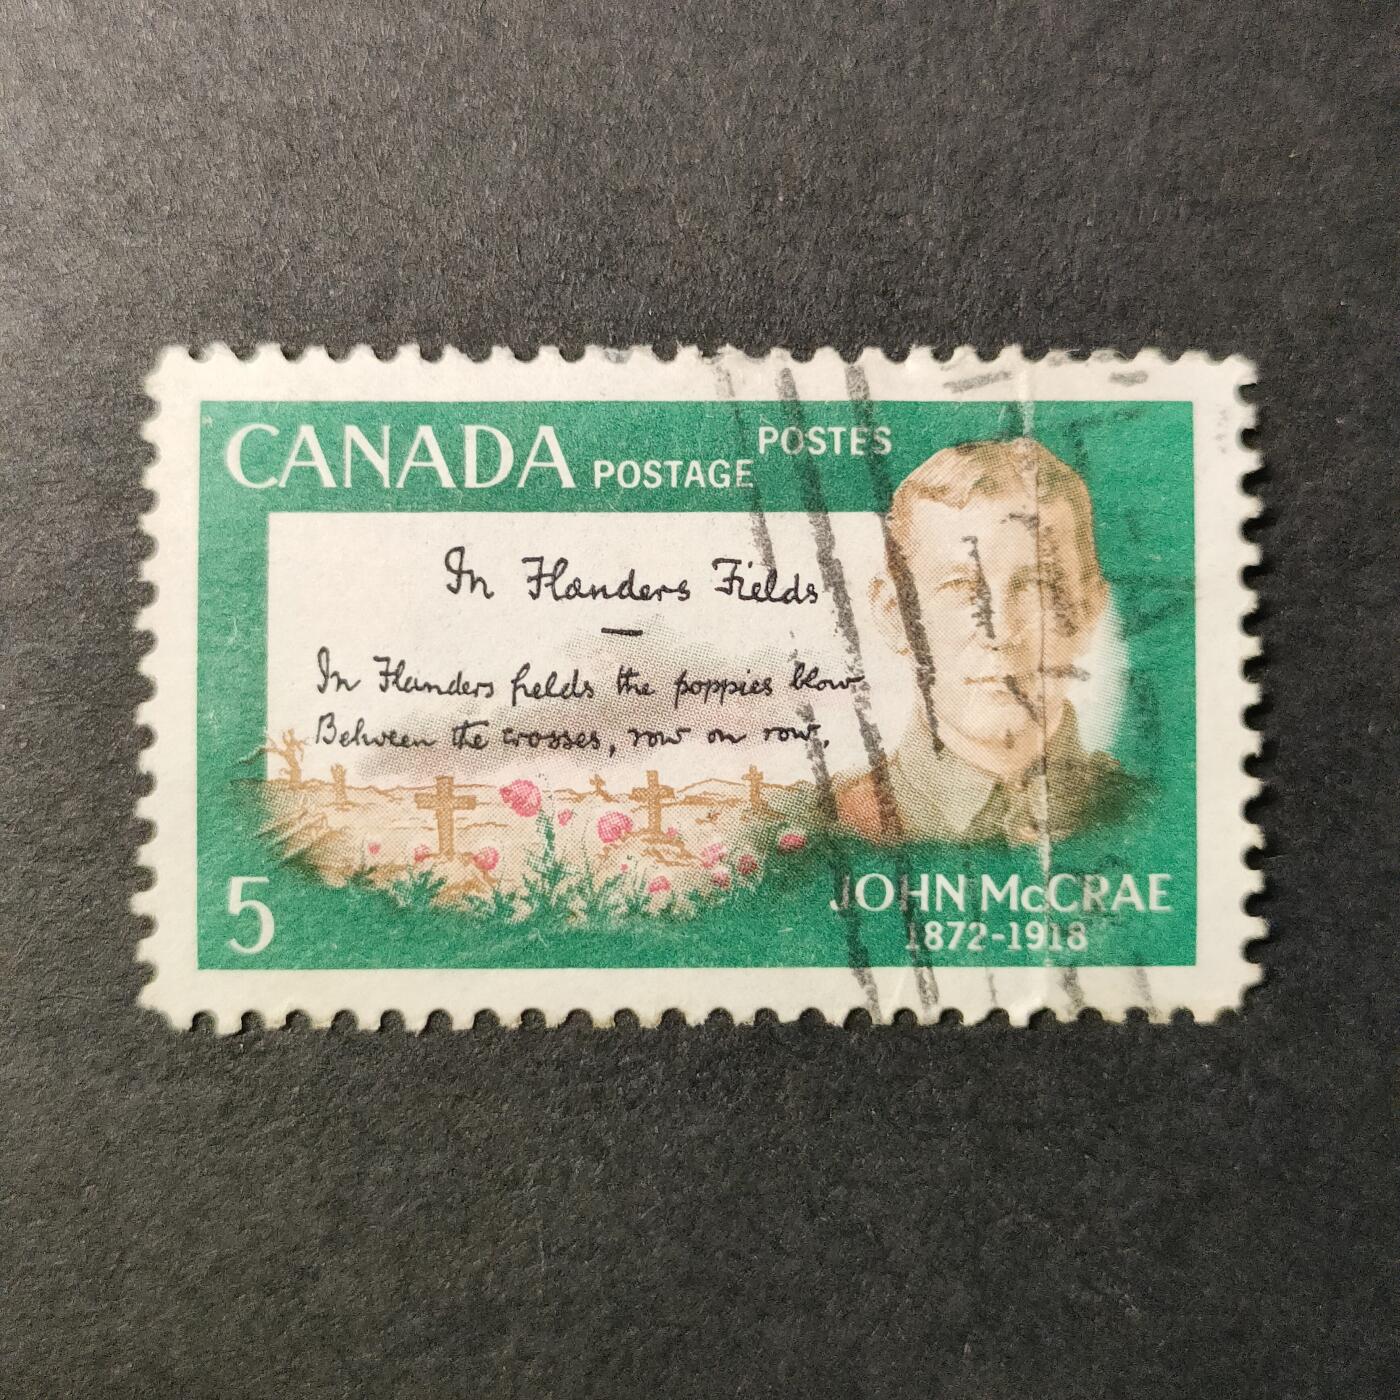 CANADA POSTAGE POSTES
In Flanders Fields
In Flanders fields the poppies blow
Between the crosses, row on row,
5
JOHN McCRAE
1872-1918